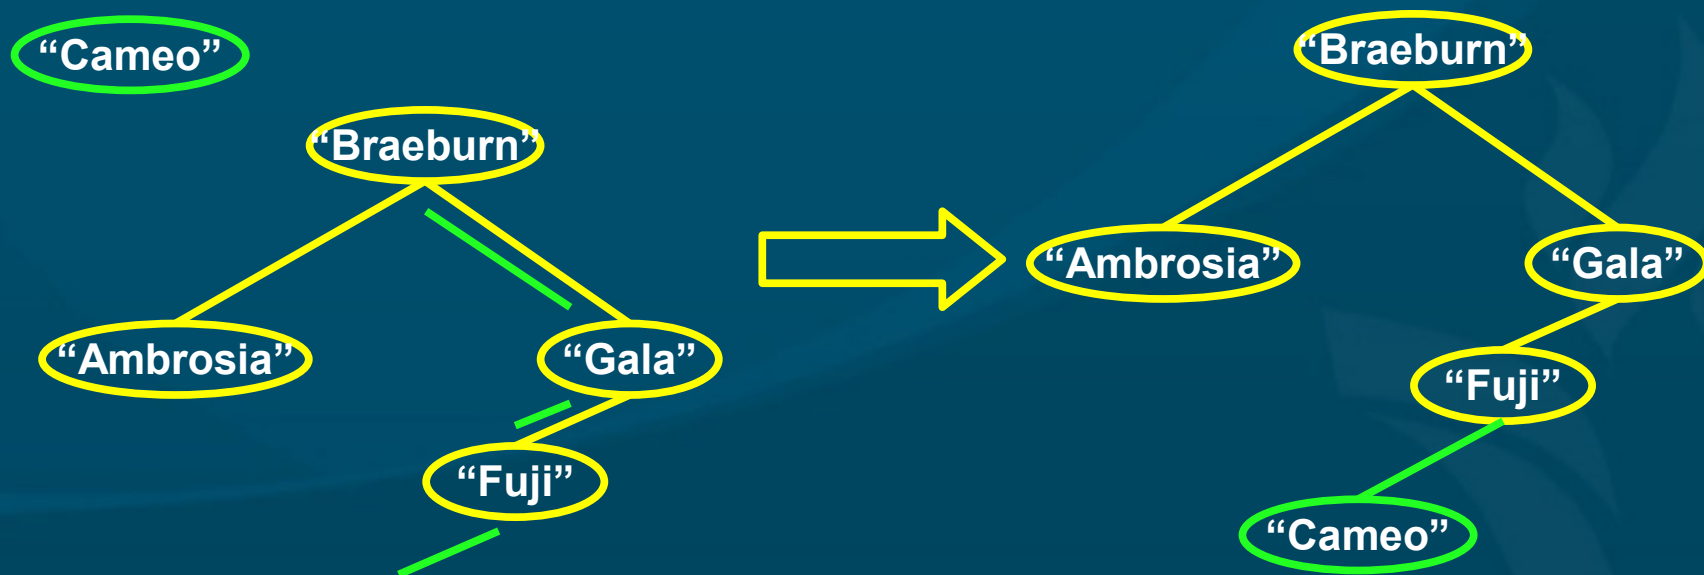 “Cameo”
“Braeburn”
“Ambrosia”
“Gala”
“Fuji”
“Braeburn”
“Ambrosia”
“Gala”
“Fuji”
“Cameo”